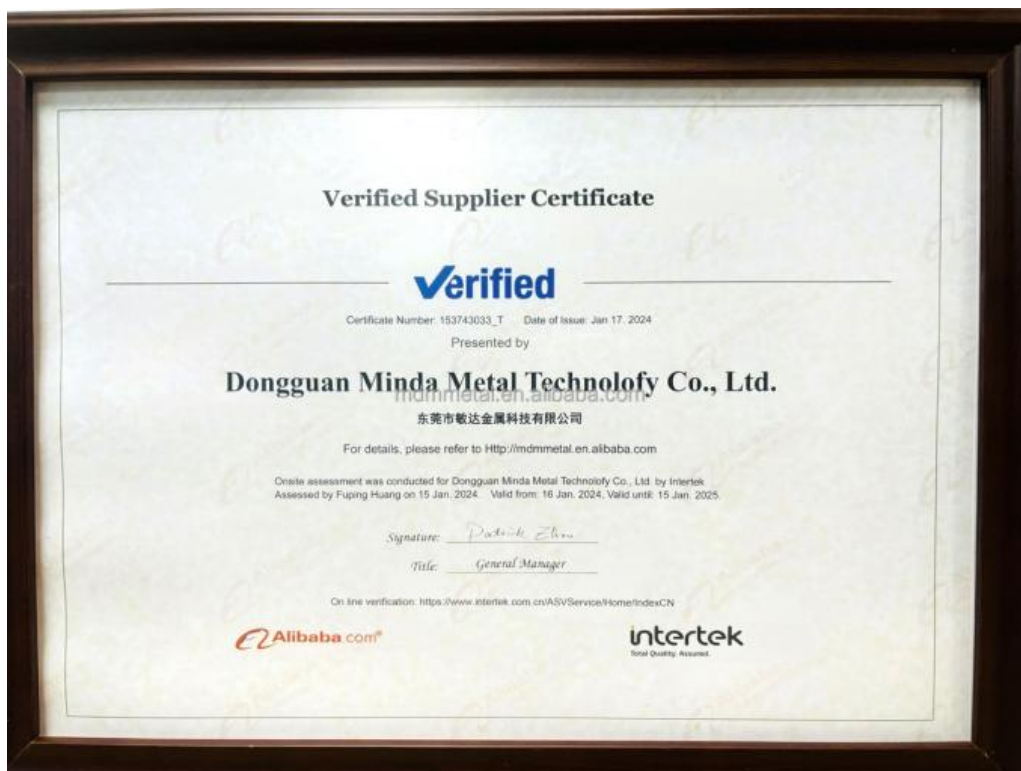 Verified Supplier Certificate
Verified
Certificate Number: 153743033_T Date of Issue: Jan 17. 2024
Presented by
Dongguan Minda Metal Technolofy Co., Ltd.
mdmmetal.en.alibaba.com
东莞市敏达金属科技有限公司
For details, please refer to Http://mdmmetal.en.alibaba.com
Onsite assessment was conducted for Dongguan Minda Metal Technolofy Co., Ltd. by Intertek
Assessed by Fuping Huang on 15 Jan. 2024. Valid from: 16 Jan. 2024, Valid until: 15 Jan. 2025.
Signature: Patrick
Title: General Manager
On line verification: https://www.intertek.com.cn/ASVService/Home/IndexCN
Alibaba.com®
intertek
Total Quality. Assured.